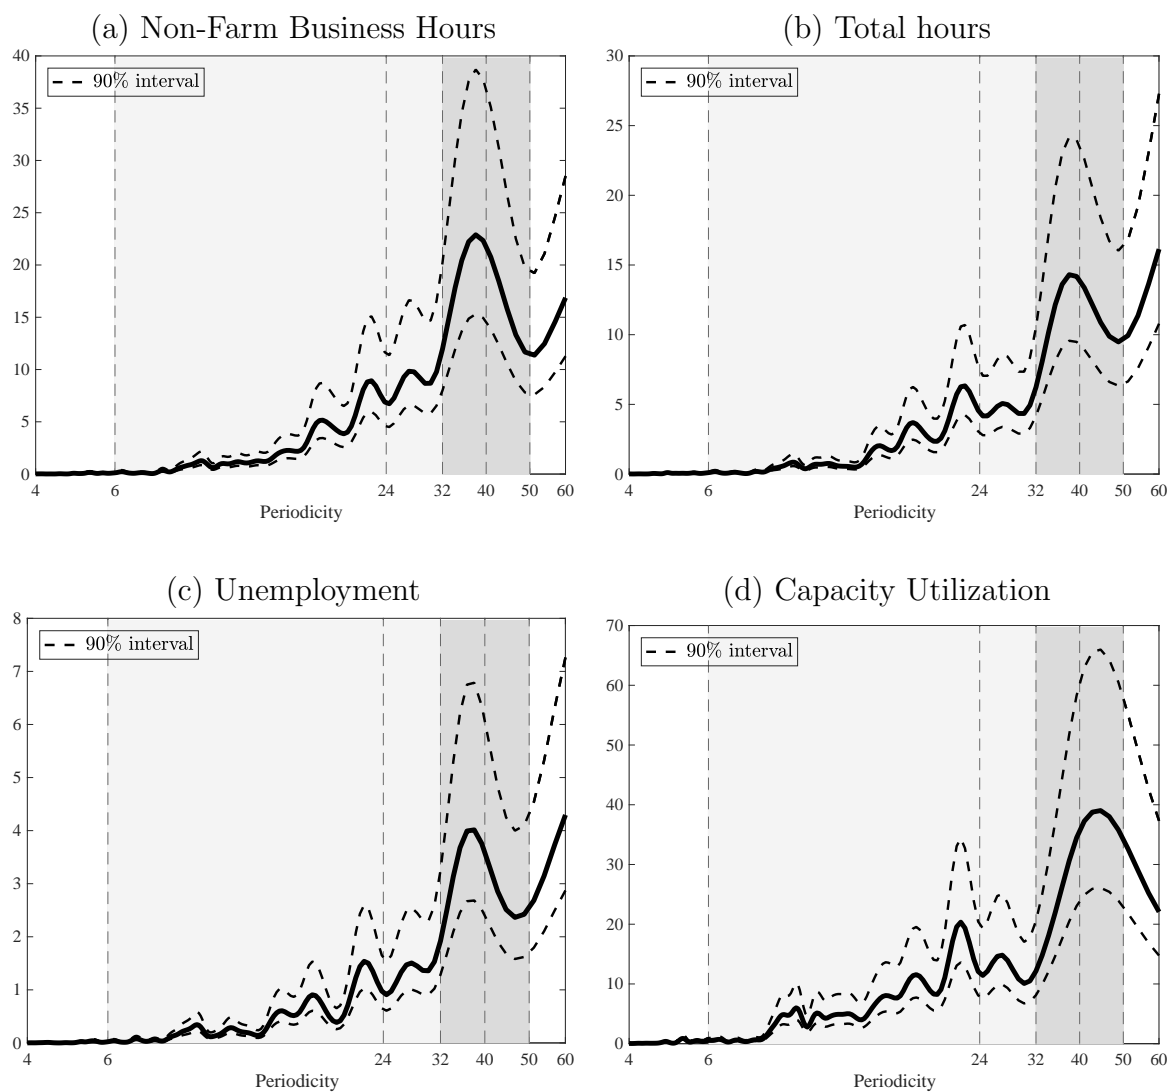 (a) Non-Farm Business Hours
40
35
30
25
20
15
10
5
0
90% interval
4 6 24 32 40 50 60
Periodicity
(b) Total hours
30
25
20
15
10
5
0
90% interval
4 6 24 32 40 50 60
Periodicity
(c) Unemployment
8
7
6
5
4
3
2
1
0
90% interval
4 6 24 32 40 50 60
Periodicity
(d) Capacity Utilization
70
60
50
40
30
20
10
0
90% interval
4 6 24 32 40 50 60
Periodicity